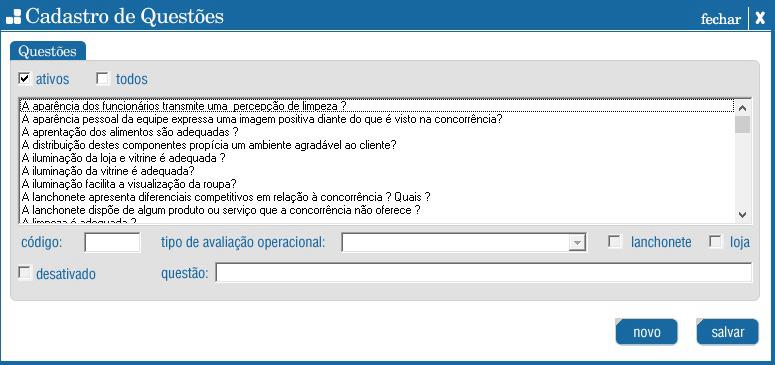 Cadastro de Questões
fechar X
Questões
ativos todos
A aparência dos funcionários transmite uma percepção de limpeza ?
A aparência pessoal da equipe expressa uma imagem positiva diante do que é visto na concorrência?
A aprentação dos alimentos são adequadas ?
A distribuição destes componentes propícia um ambiente agradável ao cliente?
A iluminação da loja e vitrine é adequada ?
A iluminação da vitrine é adequada?
A iluminação facilita a visualização da roupa?
A lanchonete apresenta diferenciais competitivos em relação à concorrência ? Quais ?
A lanchonete dispõe de algum produto ou serviço que a concorrência não oferece ?
A limpeza é adequada ?
código: tipo de avaliação operacional: lanchonete loja
desativado questão:
novo salvar